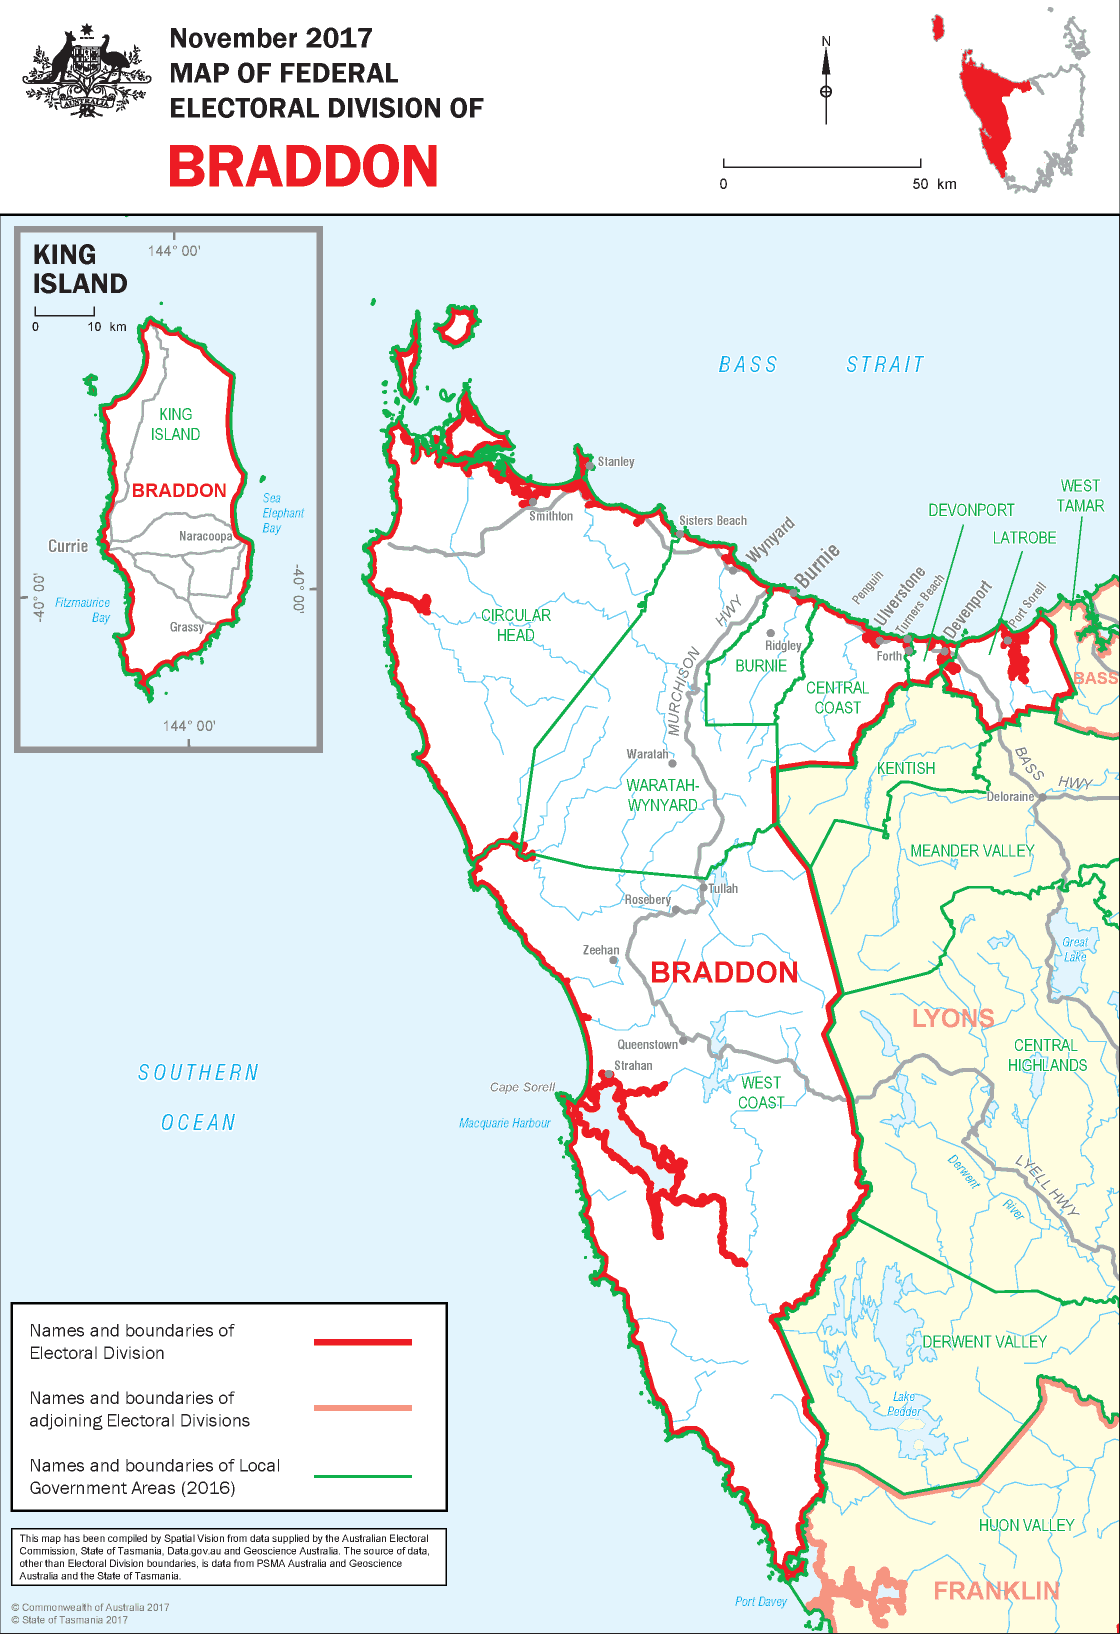 AUSTRALIA
November 2017
MAP OF FEDERAL
ELECTORAL DIVISION OF
BRADDON
N
0 50 km
KING
ISLAND
144° 00'
0 10 km
KING
ISLAND
BRADDON
Sea
Elephant
Bay
Naracoopa
Currie
-40° 00'
-40° 00'
Fitzmaurice
Bay
Grassy
144° 00'
BASS STRAIT
Stanley
Smithton
Sisters Beach
Wynyard
Burnie
Penguin
Ulverstone
Turners Beach
Devenport
Port Sorell
DEVONPORT
LATROBE
WEST
TAMAR
Forth
BASS
CIRCULAR
HEAD
HWY
MURCHISON
Ridgley
BURNIE
CENTRAL
COAST
Waratah
WARATAH-
WYNYARD
KENTISH
BASS
HWY
Deloraine
MEANDER VALLEY
Tullah
Rosebery
Zeehan
BRADDON
Great
Lake
LYONS
CENTRAL
HIGHLANDS
Queenstown
Strahan
Cape Sorell
Macquarie Harbour
WEST
COAST
SOUTHERN
OCEAN
Derwent
River
LYELL HWY
DERWENT VALLEY
Lake
Pedder
HUON VALLEY
FRANKLIN
Port Davey
Names and boundaries of
Electoral Division
Names and boundaries of
adjoining Electoral Divisions
Names and boundaries of Local
Government Areas (2016)
This map has been compiled by Spatial Vision from data supplied by the Australian Electoral
Commission, State of Tasmania, Data.gov.au and Geoscience Australia. The source of data,
other than Electoral Division boundaries, is data from PSMA Australia and Geoscience
Australia and the State of Tasmania.
© Commonwealth of Australia 2017
© State of Tasmania 2017